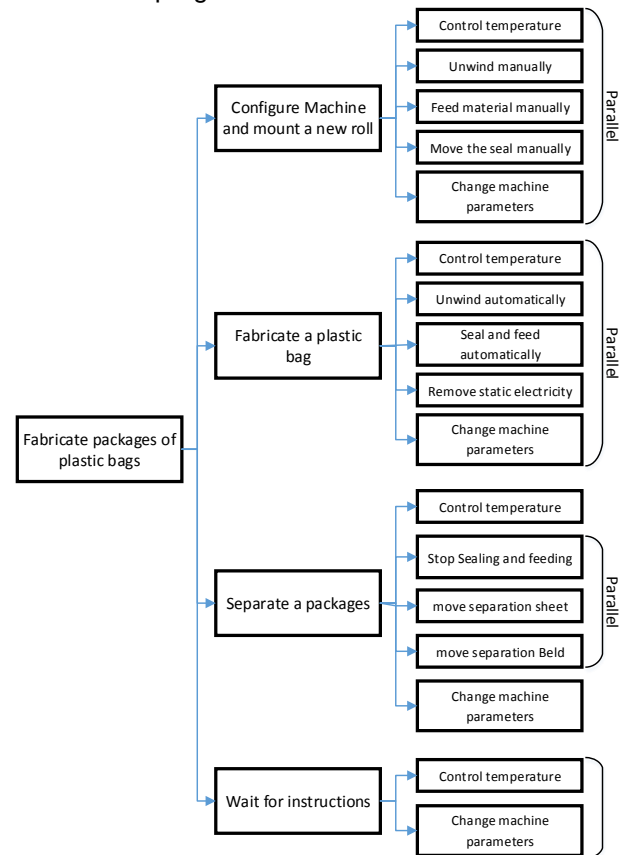 Control temperature
Unwind manually
Configure Machine
and mount a new roll
Feed material manually
Move the seal manually
Change machine
parameters
Parallel
Control temperature
Unwind automatically
Fabricate a plastic
bag
Seal and feed
automatically
Remove static electricity
Change machine
parameters
Parallel
Fabricate packages of
plastic bags
Control temperature
Stop Sealing and feeding
Separate a packages
move separation sheet
move separation Beld
Change machine
parameters
Parallel
Wait for instructions
Control temperature
Change machine
parameters